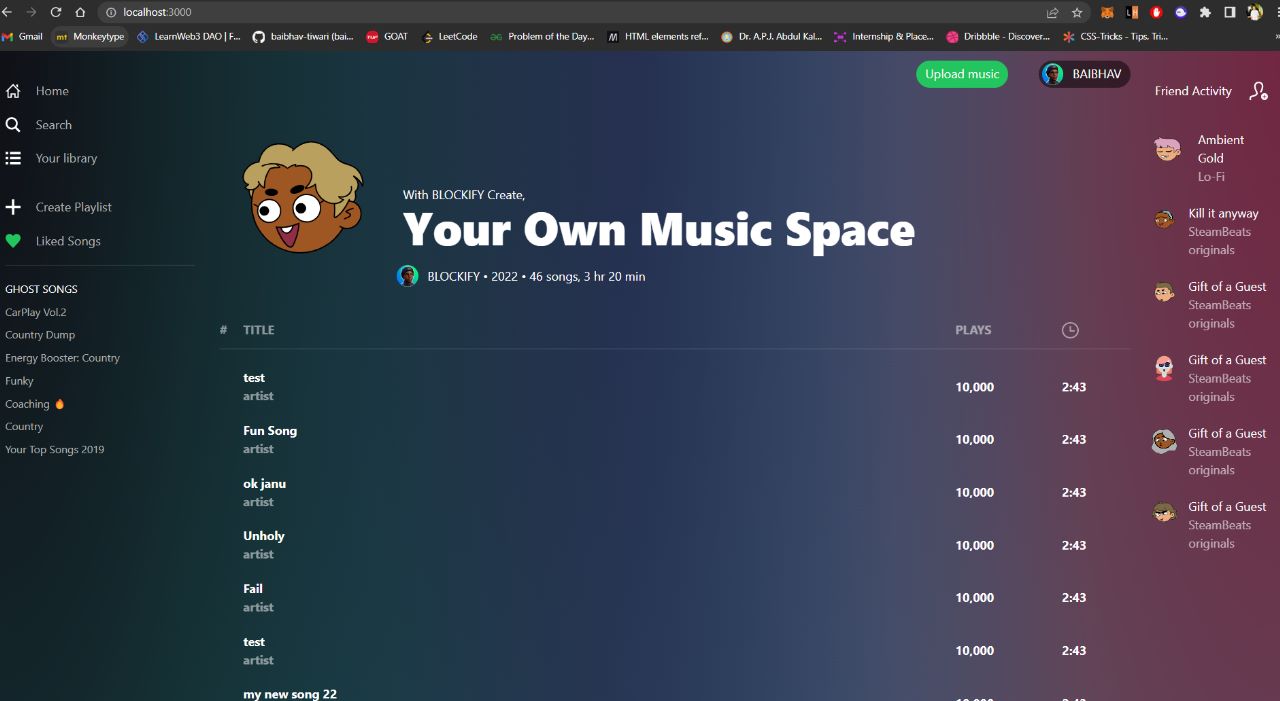 localhost:3000
Gmail
mt Monkeytype
LearnWeb3 DAO | F...
baibhav-tiwari (bai...
GOAT
LeetCode
Problem of the Day...
HTML elements ref...
Dr. A.P.J. Abdul Kal...
Internship & Place...
Dribbble - Discover...
CSS-Tricks - Tips, Tri...
Home
Search
Your library
Create Playlist
Liked Songs
GHOST SONGS
CarPlay Vol.2
Country Dump
Energy Booster: Country
Funky
Coaching 🔥
Country
Your Top Songs 2019
Upload music
BAIBHAV
With BLOCKIFY Create,
Your Own Music Space
BLOCKIFY • 2022 • 46 songs, 3 hr 20 min
# TITLE PLAYS
test
artist
10,000 2:43
Fun Song
artist
10,000 2:43
ok janu
artist
10,000 2:43
Unholy
artist
10,000 2:43
Fail
artist
10,000 2:43
test
artist
10,000 2:43
my new song 22
Friend Activity
Ambient
Gold
Lo-Fi
Kill it anyway
SteamBeats
originals
Gift of a Guest
SteamBeats
originals
Gift of a Guest
SteamBeats
originals
Gift of a Guest
SteamBeats
originals
Gift of a Guest
SteamBeats
originals